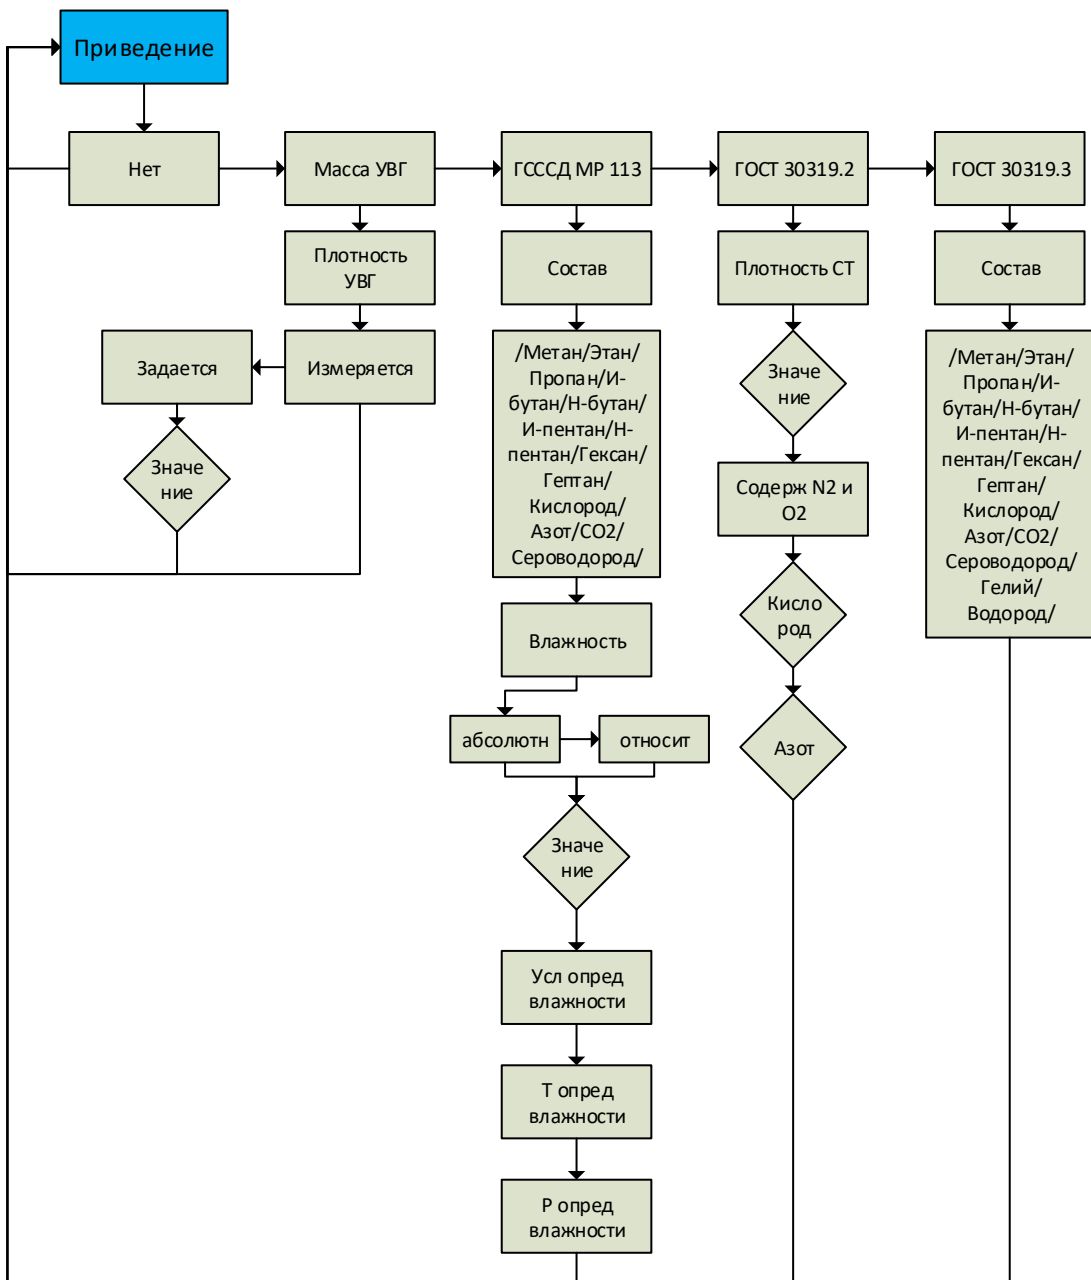 Приведение
Нет
Масса УВГ
ГСССД МР 113
ГОСТ 30319.2
ГОСТ 30319.3
Плотность
УВГ
Состав
Плотность СТ
Состав
Задается
Измеряется
/Метан/Этан/
Пропан/И-
бутан/Н-бутан/
И-пентан/Н-
пентан/Гексан/
Гептан/
Кислород/
Азот/СО2/
Сероводород/
Значе
ние
/Метан/Этан/
Пропан/И-
бутан/Н-бутан/
И-пентан/Н-
пентан/Гексан/
Гептан/
Кислород/
Азот/СО2/
Сероводород/
Гелий/
Водород/
Значе
ние
Содерж N2 и
О2
Кисло
род
Влажность
абсолютн
относит
Азот
Значе
ние
Усл опред
влажности
Т опред
влажности
Р опред
влажности